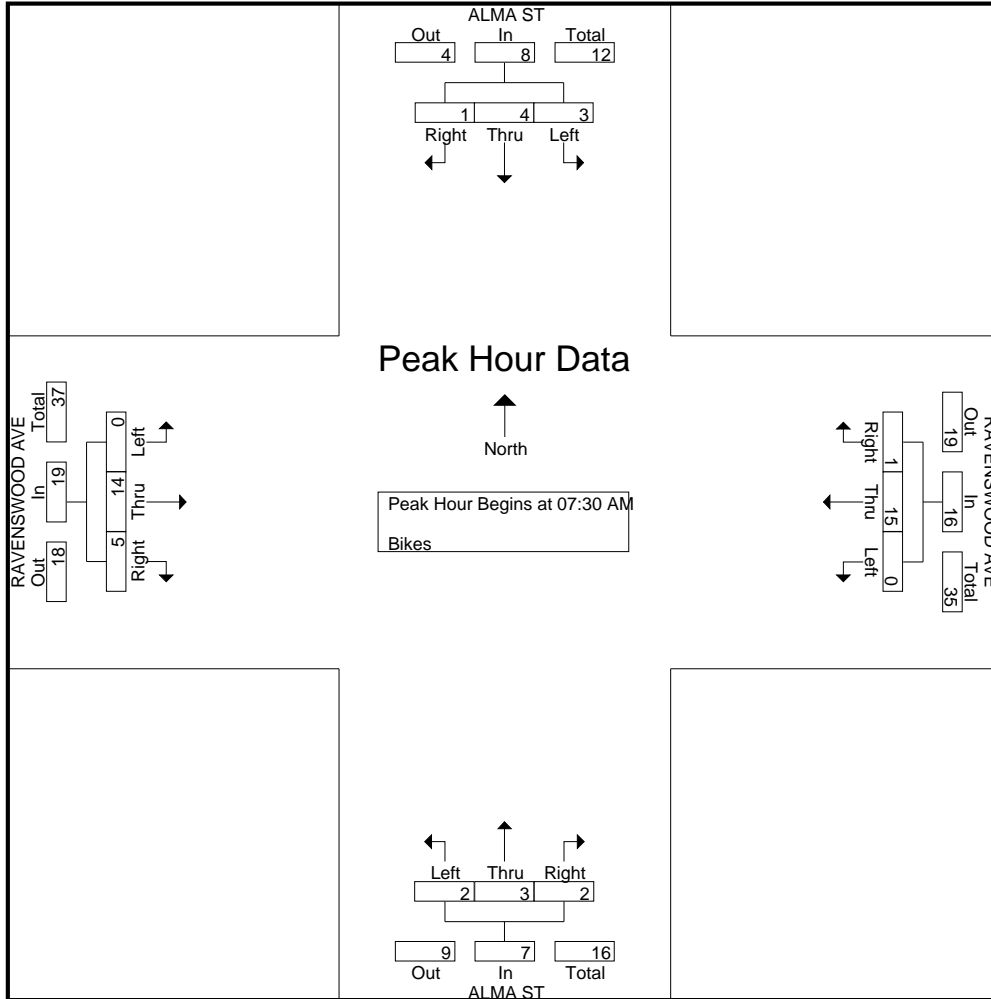 ALMA ST
Out In Total
4 8 12
1 4 3
Right Thru Left
Peak Hour Data
North
Peak Hour Begins at 07:30 AM
Bikes
RAVENSWOOD AVE
Total In Out
37 19 18
0 14 5
Left Thru Right
RAVENSWOOD AVE
Out In Total
19 16 35
1 15 0
Right Thru Left
Left Thru Right
2 3 2
9 7 16
Out In Total
ALMA ST